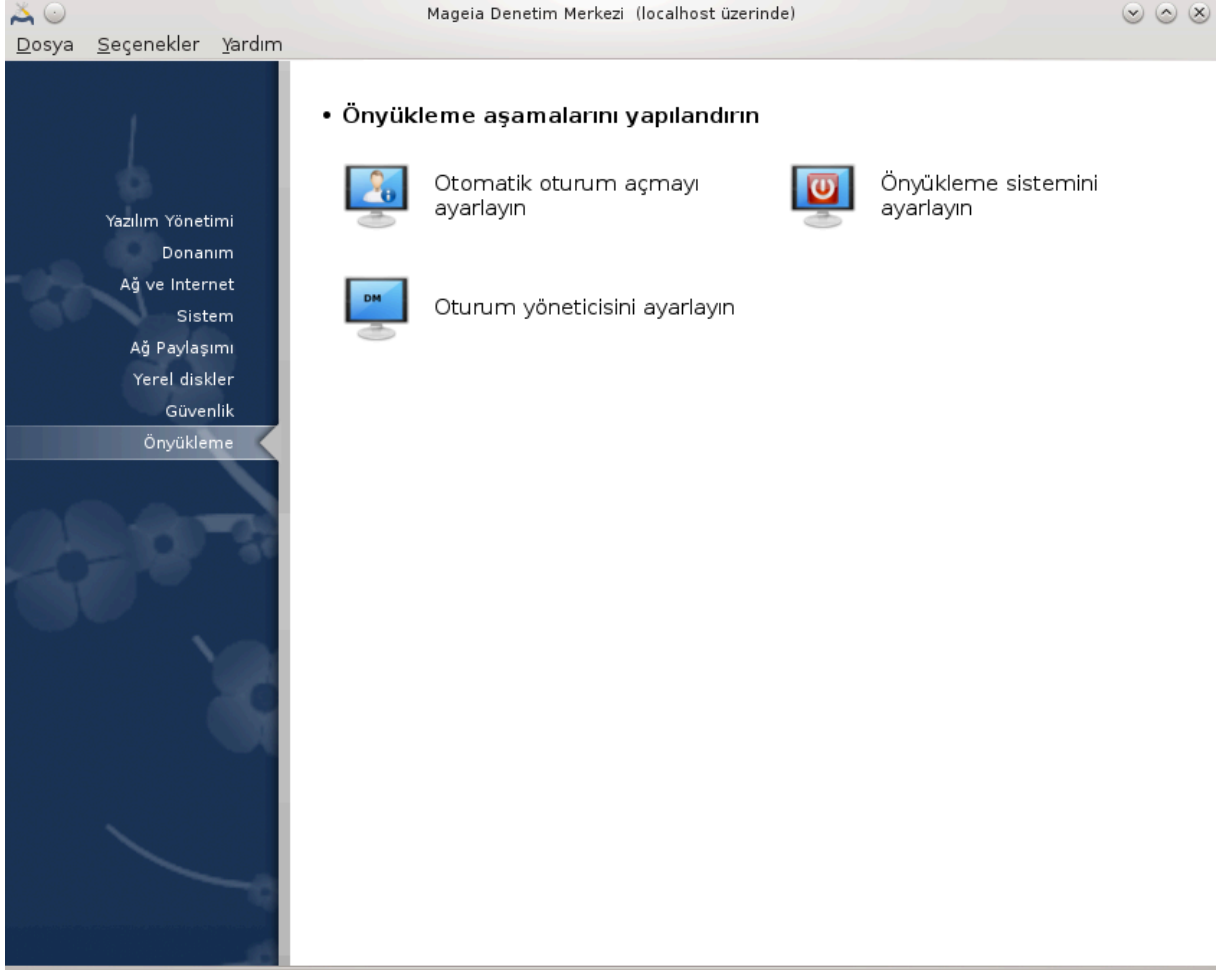 Mageia Denetim Merkezi (localhost üzerinde)
Dosya Seçenekler Yardım
Yazılım Yönetimi
Donanım
Ağ ve Internet
Sistem
Ağ Paylaşımı
Yerel diskler
Güvenlik
Önyükleme
• Önyükleme aşamalarını yapılandırın
Otomatik oturum açmayı
ayarlayın
Önyükleme sistemini
ayarlayın
DM
Oturum yöneticisini ayarlayın